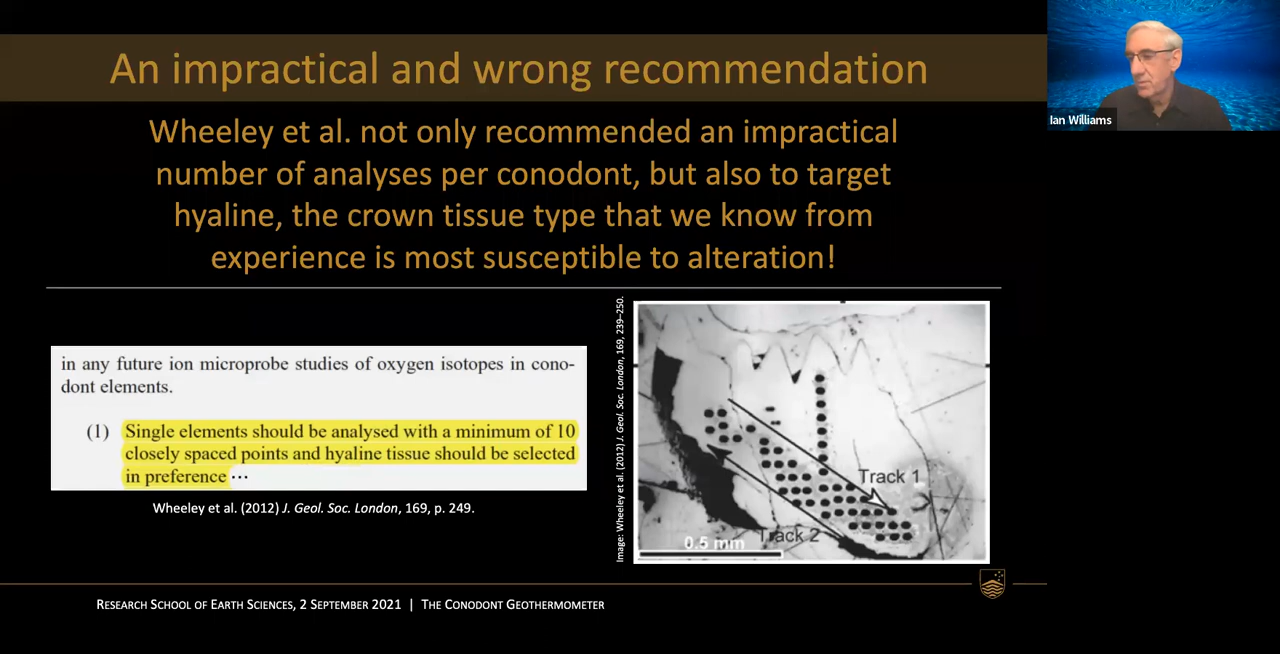 An impractical and wrong recommendation
Ian Williams
Wheeley et al. not only recommended an impractical
number of analyses per conodont, but also to target
hyaline, the crown tissue type that we know from
experience is most susceptible to alteration!
in any future ion microprobe studies of oxygen isotopes in cono-
dont elements.
(1) Single elements should be analysed with a minimum of 10
closely spaced points and hyaline tissue should be selected
in preference ...
Wheeley et al. (2012) J. Geol. Soc. London, 169, p. 249.
Image: Wheeley et al. (2012) J. Geol. Soc. London, 169, 239–250.
Track 1
Track 2
0.5 mm
RESEARCH SCHOOL OF EARTH SCIENCES, 2 SEPTEMBER 2021 | THE CONODONT GEOTHERMOMETER